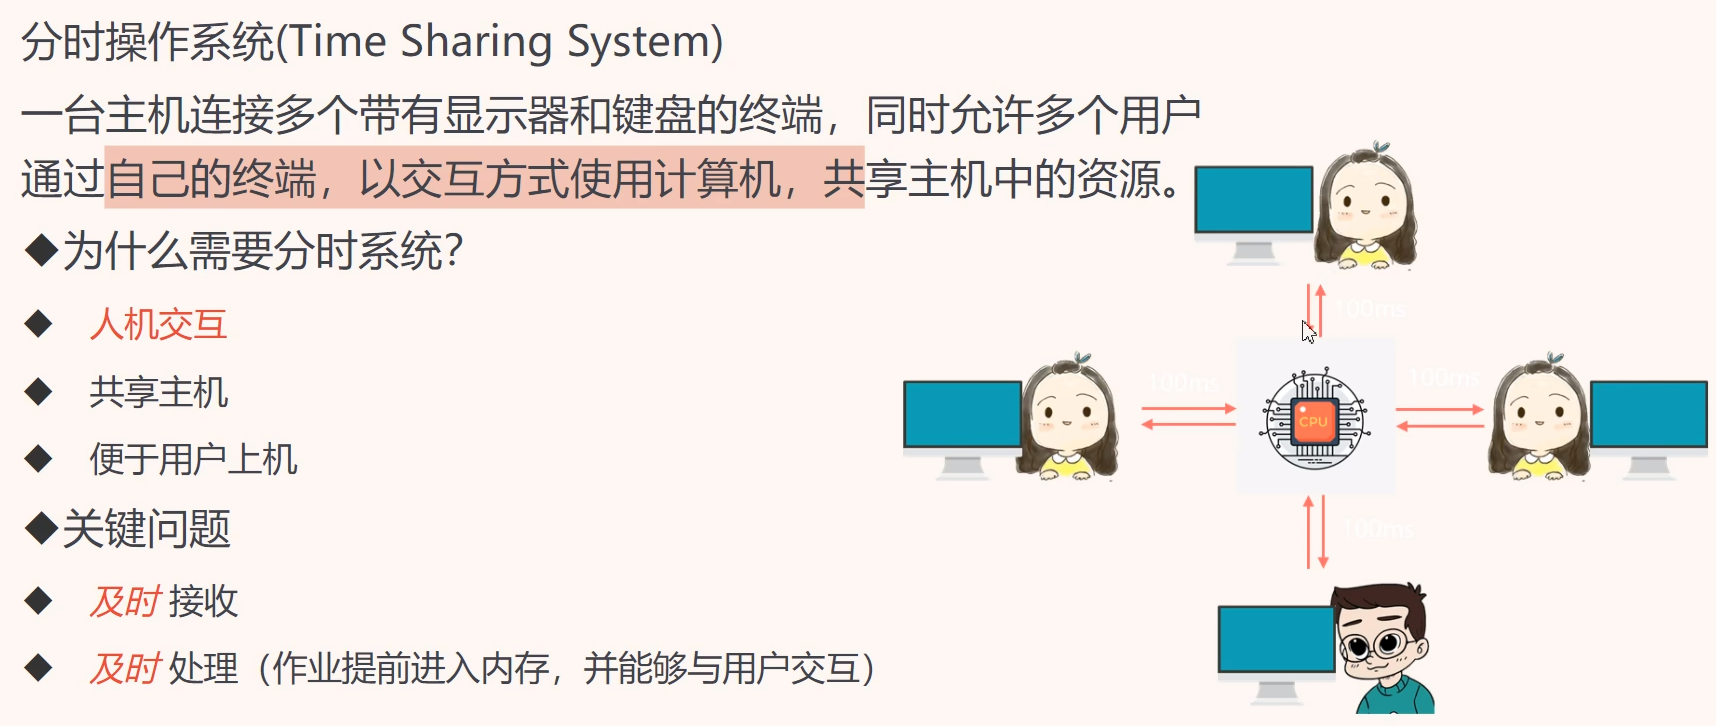 分时操作系统(Time Sharing System)
一台主机连接多个带有显示器和键盘的终端，同时允许多个用户
通过自己的终端，以交互方式使用计算机，共享主机中的资源。
◆为什么需要分时系统？
◆ 人机交互
◆ 共享主机
◆ 便于用户上机
◆关键问题
◆ 及时 接收
◆ 及时 处理（作业提前进入内存，并能够与用户交互）
100ms
100ms
100ms
CPU
100ms